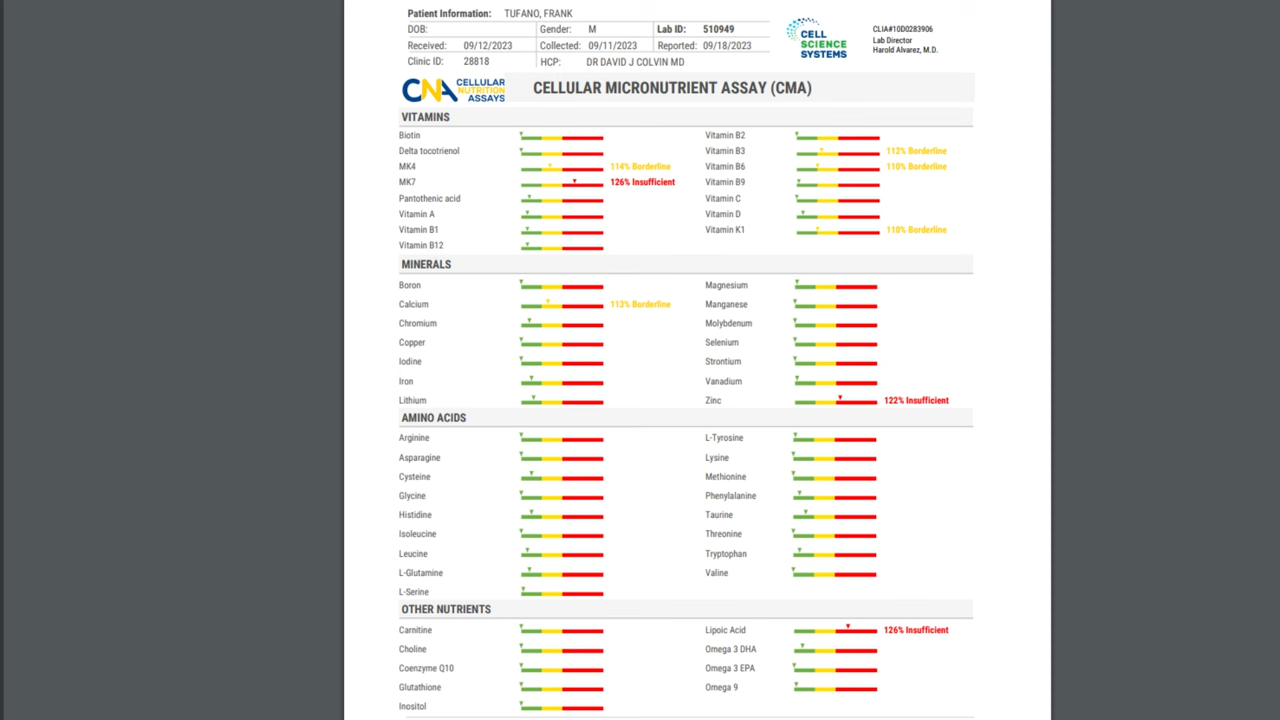 Patient Information: TUFANO, FRANK
DOB: Gender: M Lab ID: 510949
Received: 09/12/2023 Collected: 09/11/2023 Reported: 09/18/2023
Clinic ID: 28818 HCP: DR DAVID J COLVIN MD
CELL
SCIENCE
SYSTEMS
CLIA#10D0283906
Lab Director
Harold Alvarez, M.D.
CNA CELLULAR
NUTRITION
ASSAYS
CELLULAR MICRONUTRIENT ASSAY (CMA)
VITAMINS
Biotin Vitamin B2
Delta tocotrienol Vitamin B3 112% Borderline
MK4 114% Borderline Vitamin B6 110% Borderline
MK7 126% Insufficient Vitamin B9
Pantothenic acid Vitamin C
Vitamin A Vitamin D
Vitamin B1 Vitamin K1 110% Borderline
Vitamin B12
MINERALS
Boron Magnesium
Calcium 113% Borderline Manganese
Chromium Molybdenum
Copper Selenium
Iodine Strontium
Iron Vanadium
Lithium Zinc 122% Insufficient
AMINO ACIDS
Arginine L-Tyrosine
Asparagine Lysine
Cysteine Methionine
Glycine Phenylalanine
Histidine Taurine
Isoleucine Threonine
Leucine Tryptophan
L-Glutamine Valine
L-Serine
OTHER NUTRIENTS
Carnitine Lipoic Acid 126% Insufficient
Choline Omega 3 DHA
Coenzyme Q10 Omega 3 EPA
Glutathione Omega 9
Inositol